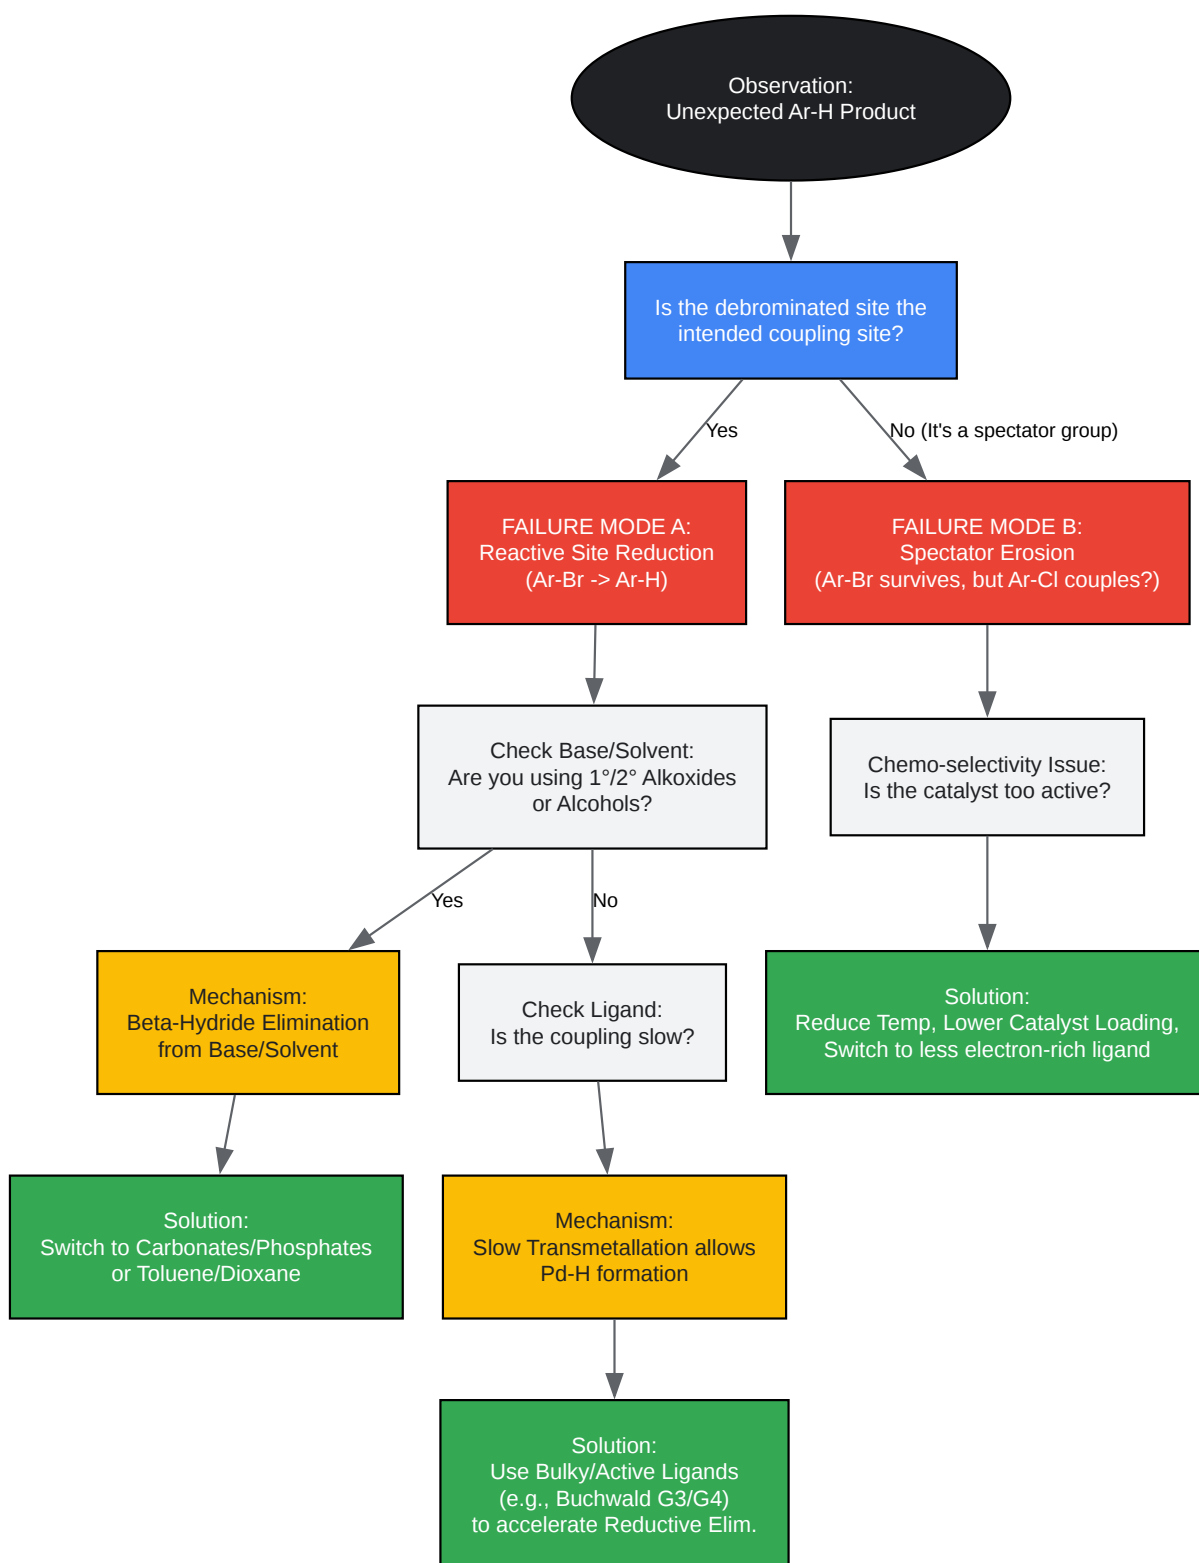 Observation:
Unexpected Ar-H Product
Is the debrominated site the
intended coupling site?
Yes
No (It's a spectator group)
FAILURE MODE A:
Reactive Site Reduction
(Ar-Br -> Ar-H)
FAILURE MODE B:
Spectator Erosion
(Ar-Br survives, but Ar-Cl couples?)
Check Base/Solvent:
Are you using 1°/2° Alkoxides
or Alcohols?
Chemo-selectivity Issue:
Is the catalyst too active?
Yes
No
Mechanism:
Beta-Hydride Elimination
from Base/Solvent
Check Ligand:
Is the coupling slow?
Solution:
Reduce Temp, Lower Catalyst Loading,
Switch to less electron-rich ligand
Solution:
Switch to Carbonates/Phosphates
or Toluene/Dioxane
Mechanism:
Slow Transmetallation allows
Pd-H formation
Solution:
Use Bulky/Active Ligands
(e.g., Buchwald G3/G4)
to accelerate Reductive Elim.